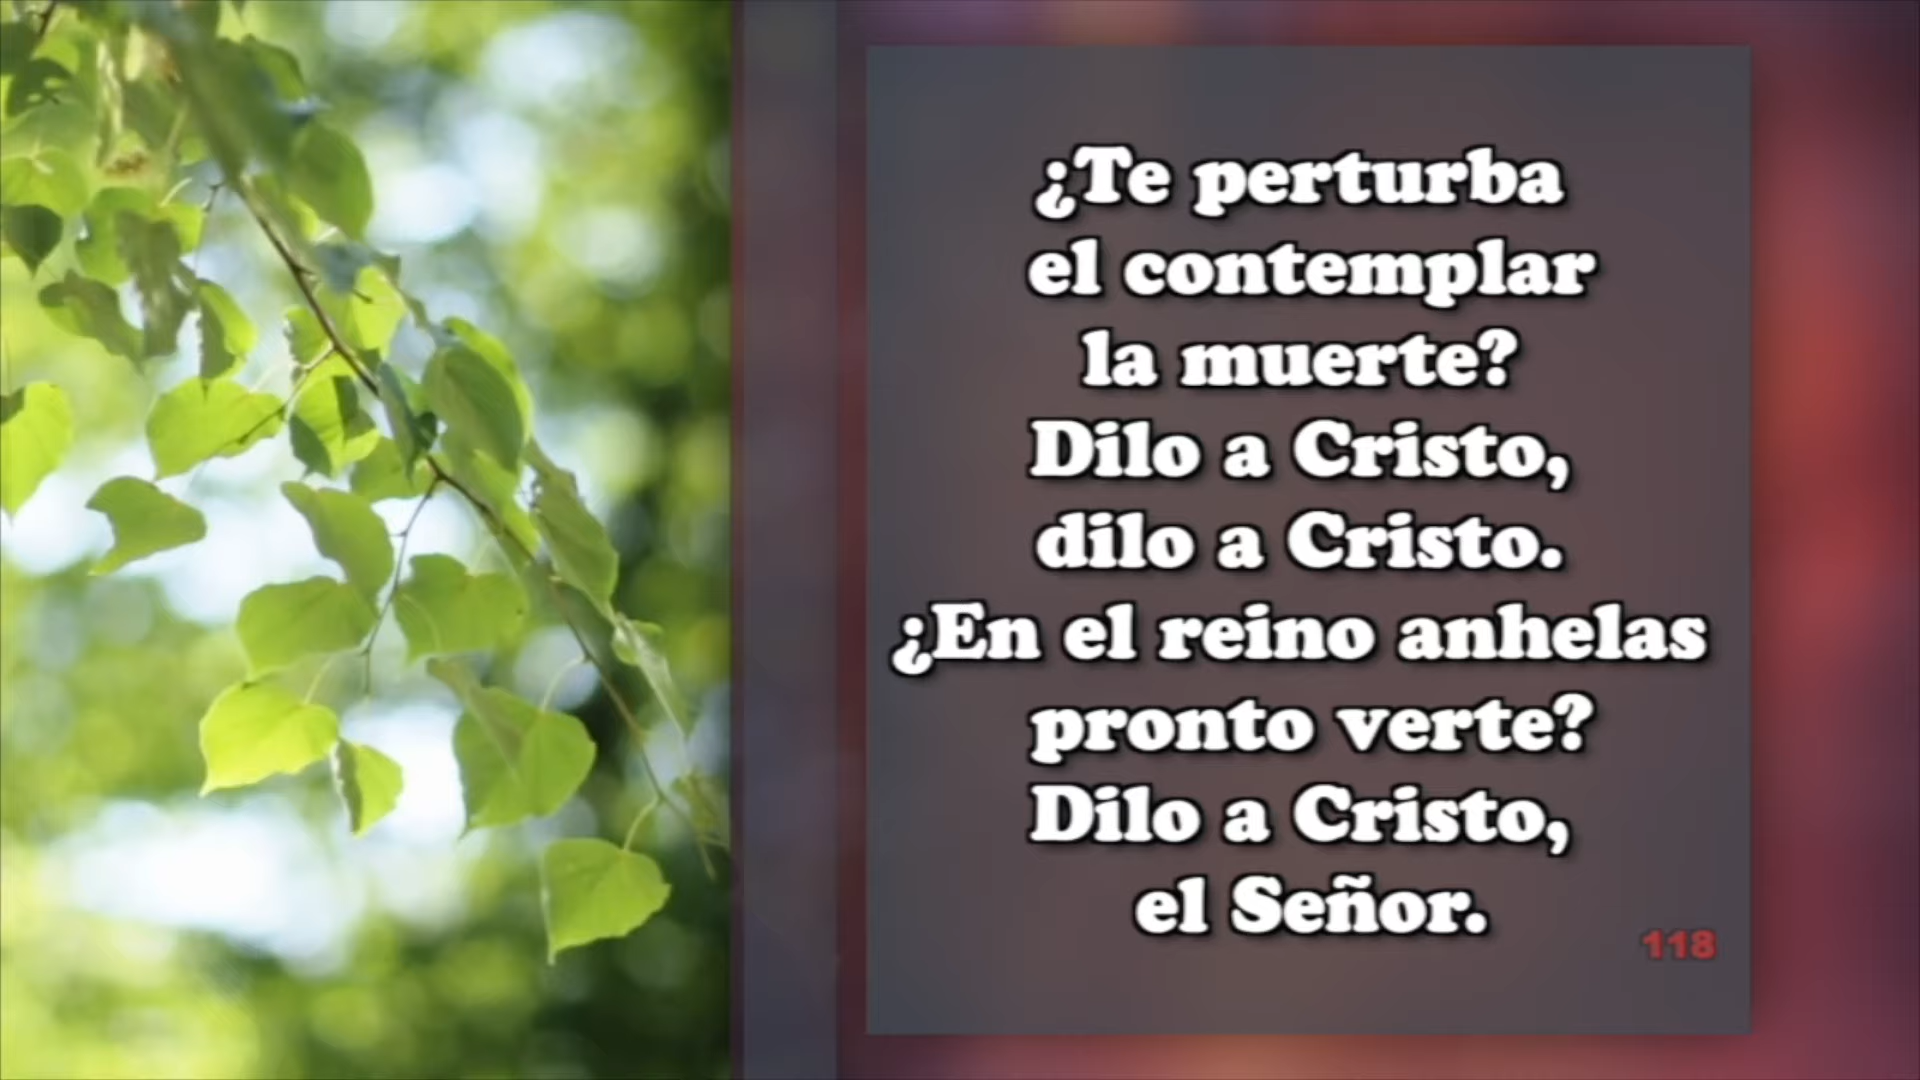 ¿Te perturba
el contemplar
la muerte?
Dilo a Cristo,
dilo a Cristo.
¿En el reino anhelas
pronto verte?
Dilo a Cristo,
el Señor.
118